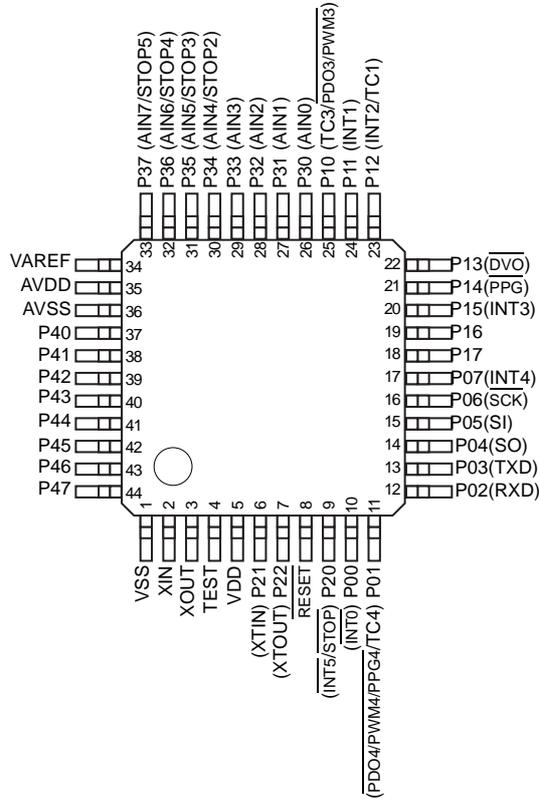 P37 (AIN7/STOP5)
P36 (AIN6/STOP4)
P35 (AIN5/STOP3)
P34 (AIN4/STOP2)
P33 (AIN3)
P32 (AIN2)
P31 (AIN1)
P30 (AIN0)
P10 (TC3/PDO3/PWM3)
P11 (INT1)
P12 (INT2/TC1)
33
32
31
30
29
28
27
26
25
24
23
VAREF 34
AVDD 35
AVSS 36
P40 37
P41 38
P42 39
P43 40
P44 41
P45 42
P46 43
P47 44
22 P13(DVO)
21 P14(PPG)
20 P15(INT3)
19 P16
18 P17
17 P07(INT4)
16 P06(SCK)
15 P05(SI)
14 P04(SO)
13 P03(TXD)
12 P02(RXD)
1
2
3
4
5
6
7
8
9
10
11
VSS
XIN
XOUT
TEST
VDD
(XTIN) P21
(XTOUT) P22
RESET
(INT5/STOP) P20
(INT0) P00
(PDO4/PWM4/PPG4/TC4) P01